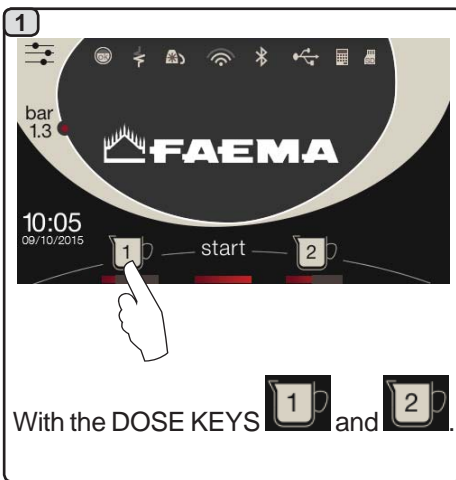 1
bar
1.3
FAEMA
10:05
09/10/2015
1 start 2
With the DOSE KEYS 1 and 2.